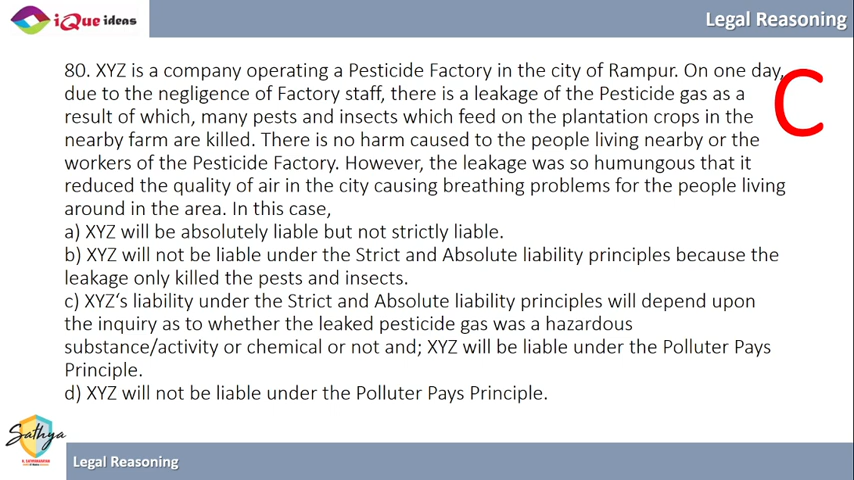 iQue ideas
Legal Reasoning
80. XYZ is a company operating a Pesticide Factory in the city of Rampur. On one day,
due to the negligence of Factory staff, there is a leakage of the Pesticide gas as a
result of which, many pests and insects which feed on the plantation crops in the
nearby farm are killed. There is no harm caused to the people living nearby or the
workers of the Pesticide Factory. However, the leakage was so humungous that it
reduced the quality of air in the city causing breathing problems for the people living
around in the area. In this case,
C
a) XYZ will be absolutely liable but not strictly liable.
b) XYZ will not be liable under the Strict and Absolute liability principles because the
leakage only killed the pests and insects.
c) XYZ‘s liability under the Strict and Absolute liability principles will depend upon
the inquiry as to whether the leaked pesticide gas was a hazardous
substance/activity or chemical or not and; XYZ will be liable under the Polluter Pays
Principle.
d) XYZ will not be liable under the Polluter Pays Principle.
Sathya
Legal Reasoning